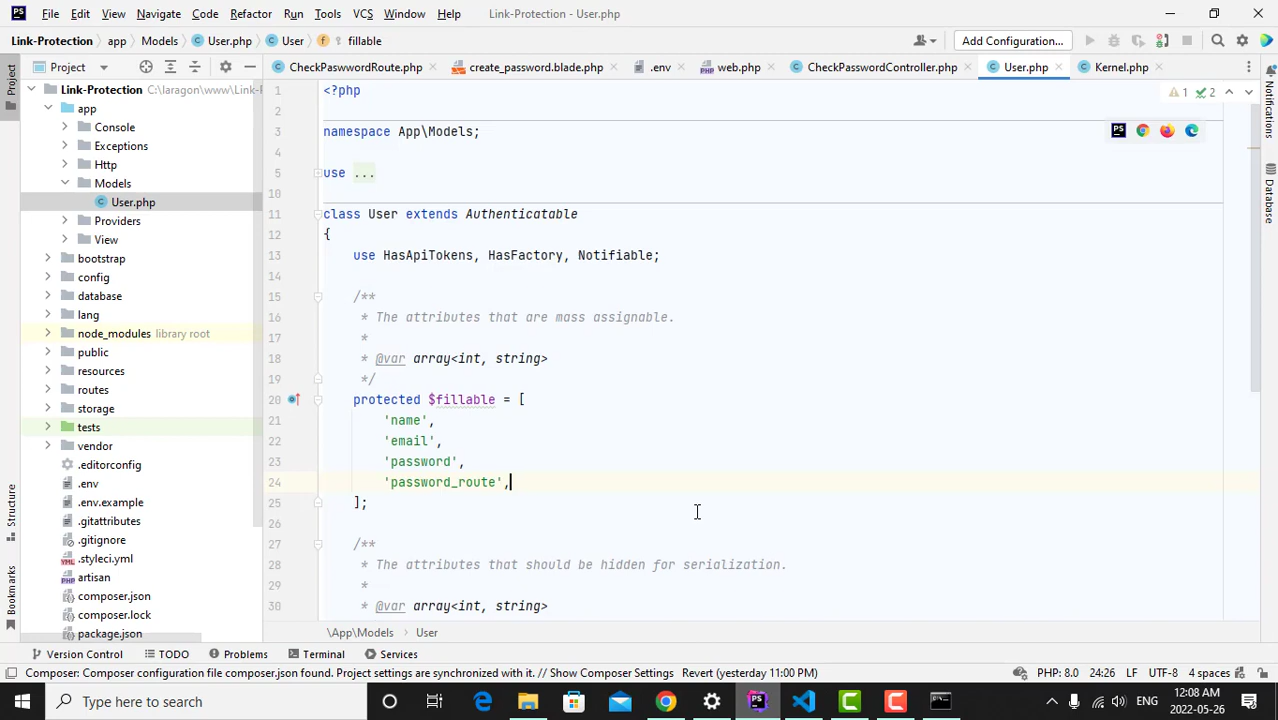 File Edit View Navigate Code Refactor Run Tools VCS Window Help Link-Protection - User.php
Link-Protection app Models User.php User fillable Add Configuration...
Project CheckPaswwordRoute.php create_password.blade.php .env web.php CheckPasswordController.php User.php Kernel.php
Project
Structure
Bookmarks
Notifications
Database
Link-Protection C:\laragon\www\Link-F
app
Console
Exceptions
Http
Models
User.php
Providers
View
bootstrap
config
database
lang
node_modules library root
public
resources
routes
storage
tests
vendor
.editorconfig
.env
.env.example
.gitattributes
.gitignore
.styleci.yml
artisan
composer.json
composer.lock
package.json
1 2
1 <?php
2
3 namespace App\Models;
4
5 use ...
10
11 class User extends Authenticatable
12 {
13 use HasApiTokens, HasFactory, Notifiable;
14
15 /**
16 * The attributes that are mass assignable.
17 *
18 * @var array<int, string>
19 */
20 protected $fillable = [
21 'name',
22 'email',
23 'password',
24 'password_route',
25 ];
26
27 /**
28 * The attributes that should be hidden for serialization.
29 *
30 * @var array<int, string>
\App\Models User
Version Control TODO Problems Terminal Services
Composer: Composer configuration file composer.json found. Project settings are synchronized with it. // Show Composer Settings Revert (yesterday 11:00 PM) PHP: 8.0 24:26 LF UTF-8 4 spaces
Type here to search ENG 12:08 AM
2022-05-26